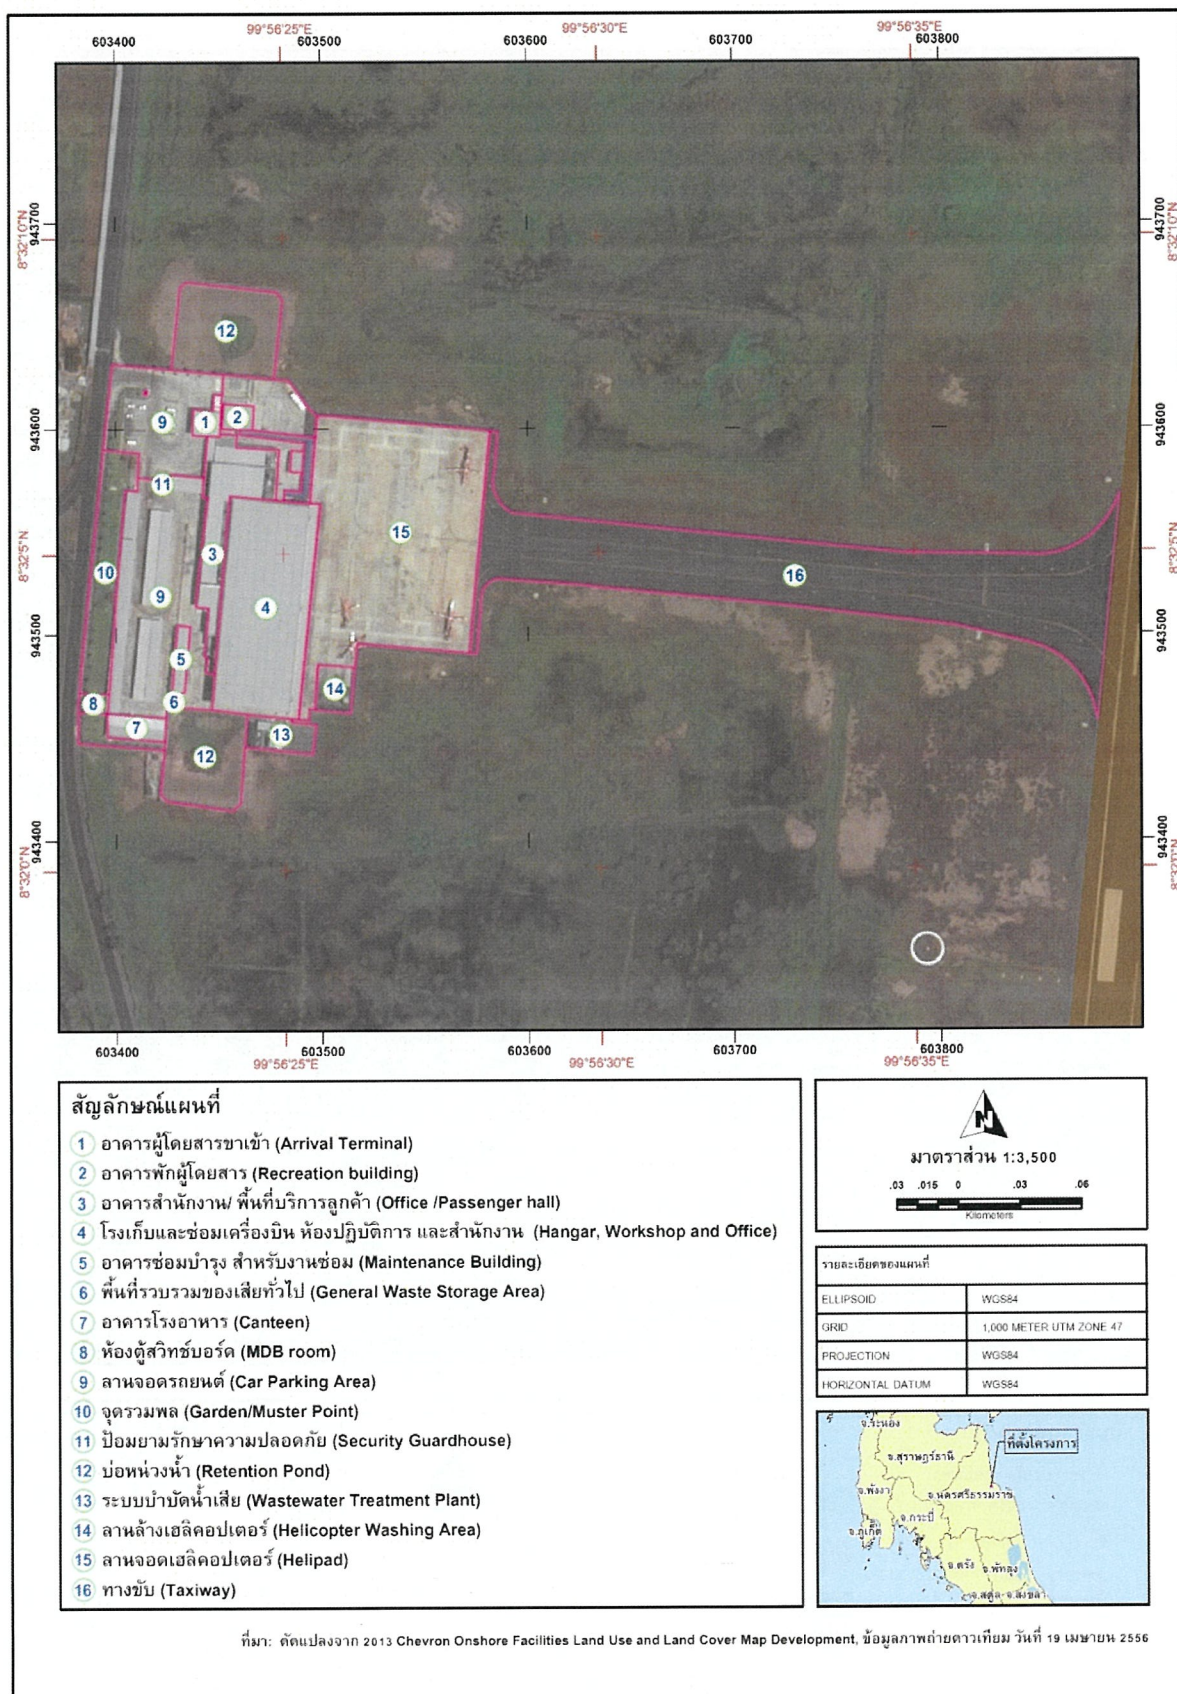 99°56'25"E 99°56'30"E 99°56'35"E
603400 603500 603600 603700 603800
943700 943700
8°32'10"N 8°32'10"N
12
943600 943600
9 1 2
11
8°32'5"N 8°32'5"N
15
3
10 16
9
4
943500 943500
5
14
6
8
7 13
12
943400 943400
8°32'0"N 8°32'0"N
603400 603500 603600 603700 603800
99°56'25"E 99°56'30"E 99°56'35"E
สัญลักษณ์แผนที่
1 อาคารผู้โดยสารขาเข้า (Arrival Terminal)
2 อาคารพักผู้โดยสาร (Recreation building)
3 อาคารสำนักงาน/ พื้นที่บริการลูกค้า (Office /Passenger hall)
4 โรงเก็บและซ่อมเครื่องบิน ห้องปฏิบัติการ และสำนักงาน (Hangar, Workshop and Office)
5 อาคารซ่อมบำรุง สำหรับงานซ่อม (Maintenance Building)
6 พื้นที่รวบรวมของเสียทั่วไป (General Waste Storage Area)
7 อาคารโรงอาหาร (Canteen)
8 ห้องตู้สวิทช์บอร์ด (MDB room)
9 ลานจอดรถยนต์ (Car Parking Area)
10 จุดรวมพล (Garden/Muster Point)
11 ป้อมยามรักษาความปลอดภัย (Security Guardhouse)
12 บ่อหน่วงน้ำ (Retention Pond)
13 ระบบบำบัดน้ำเสีย (Wastewater Treatment Plant)
14 ลานล้างเฮลิคอปเตอร์ (Helicopter Washing Area)
15 ลานจอดเฮลิคอปเตอร์ (Helipad)
16 ทางขับ (Taxiway)
N
มาตราส่วน 1:3,500
.03 .015 0 .03 .06
Kilometers
รายละเอียดของแผนที่
ELLIPSOID WGS84
GRID 1,000 METER UTM ZONE 47
PROJECTION WGS84
HORIZONTAL DATUM WGS84
จ.ระนอง
ที่ตั้งโครงการ
จ.สุราษฎร์ธานี
จ.พังงา
จ.นครศรีธรรมราช
จ.กระบี่
จ.ภูเก็ต
จ.ตรัง จ.พัทลุง
จ.สตูล จ.สงขลา
ที่มา: ดัดแปลงจาก 2013 Chevron Onshore Facilities Land Use and Land Cover Map Development, ข้อมูลภาพถ่ายดาวเทียม วันที่ 19 เมษายน 2556